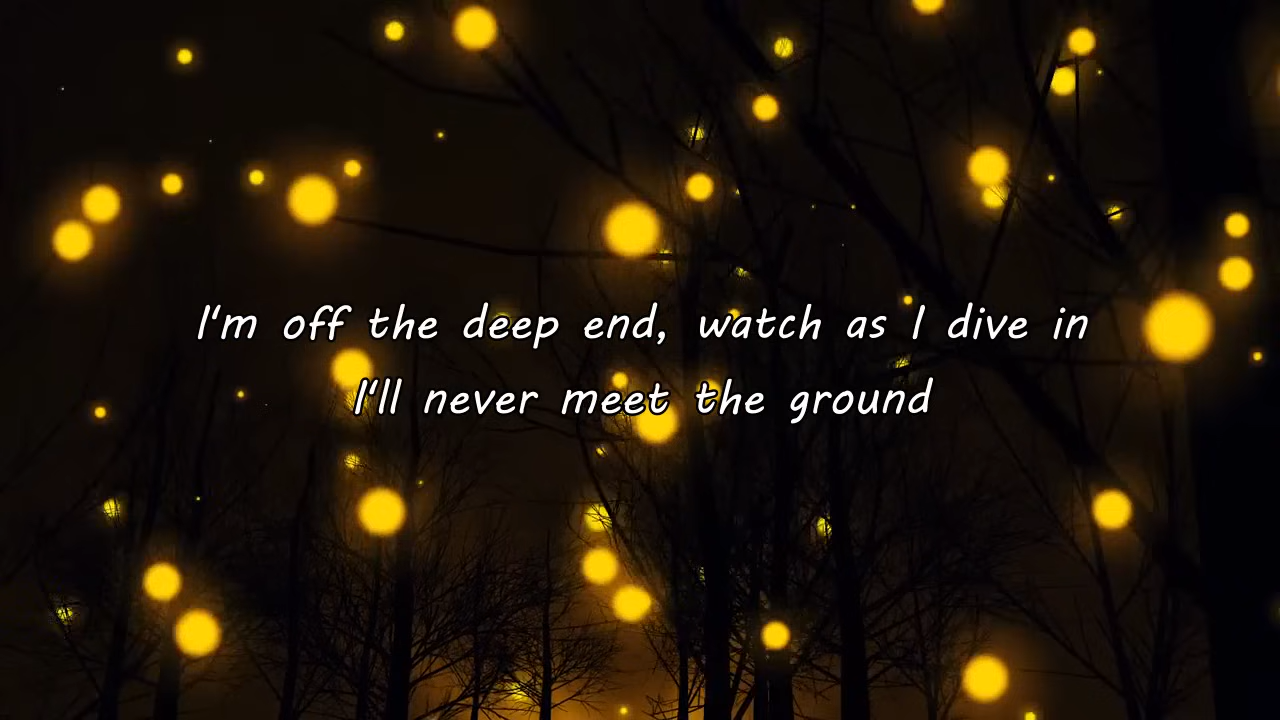 I'm off the deep end, watch as I dive in
I'll never meet the ground